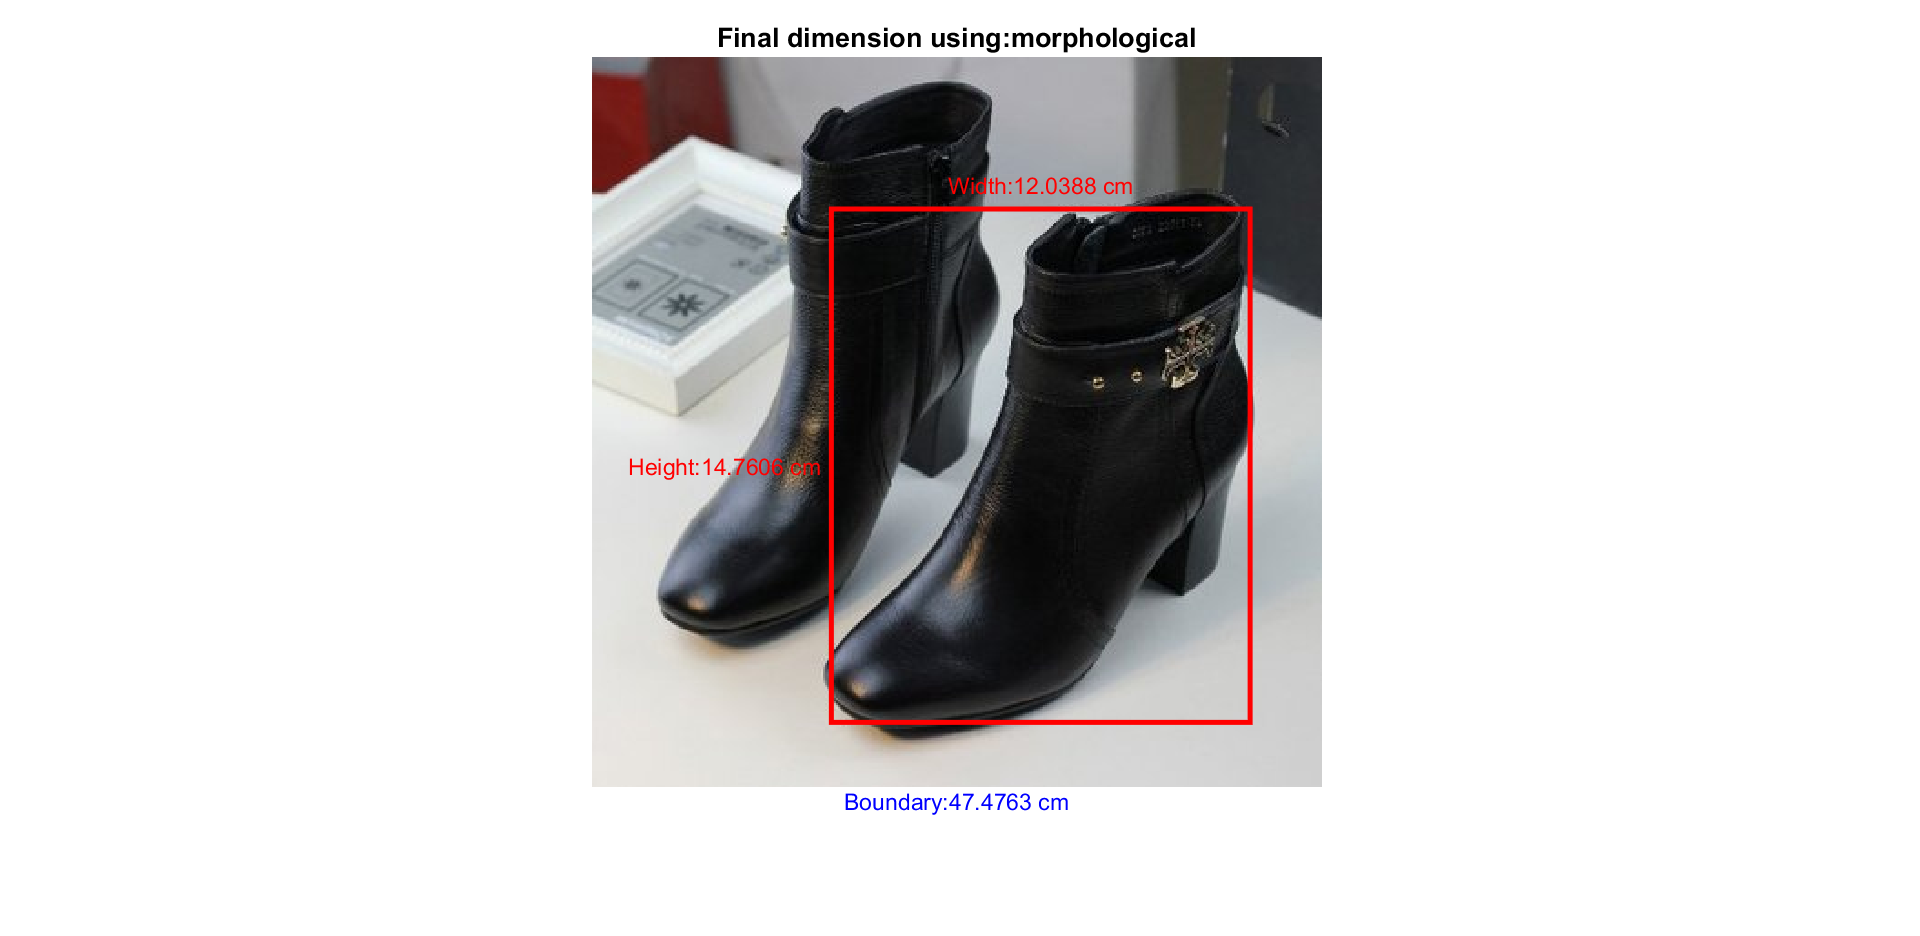 Final dimension using:morphological
Width:12.0388 cm
Height:14.7606 cm
Boundary:47.4763 cm